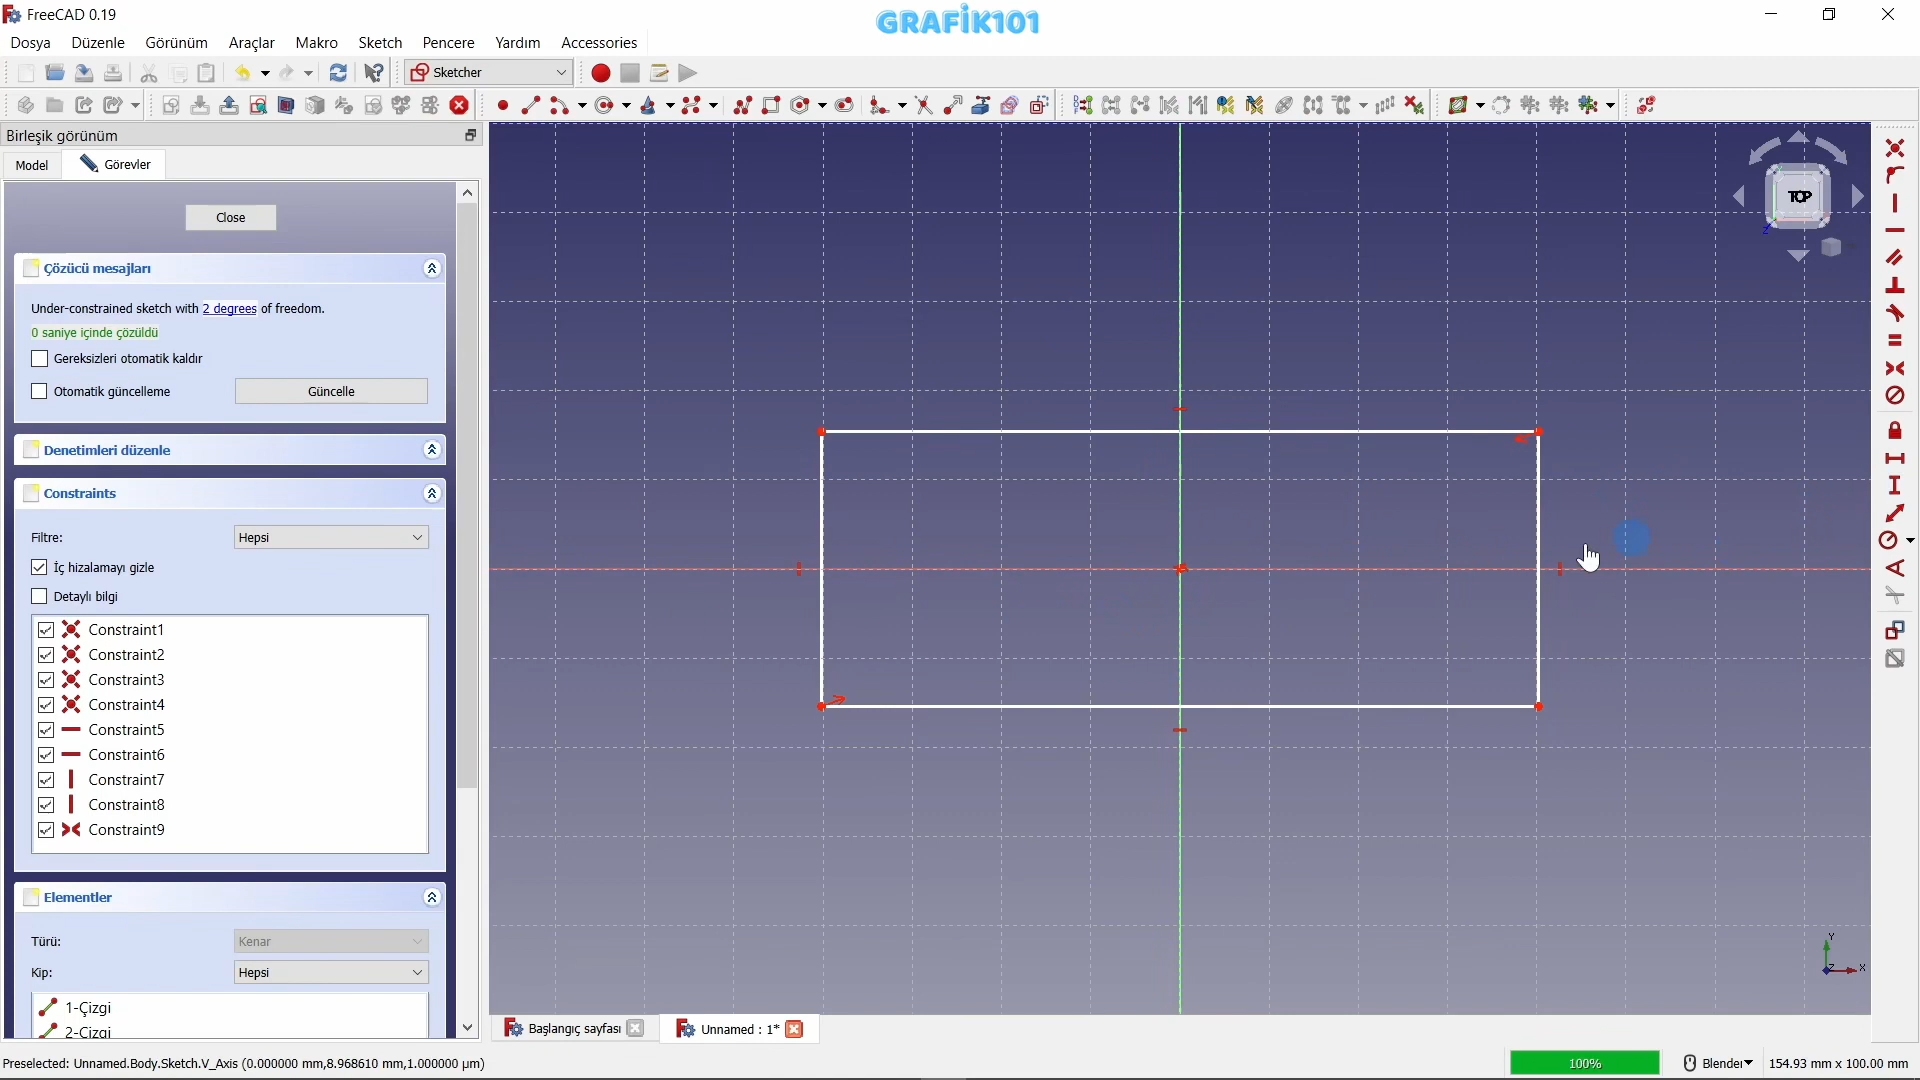 FreeCAD 0.19
GRAFİK101
Dosya Düzenle Görünüm Araçlar Makro Sketch Pencere Yardım Accessories
Sketcher
Birleşik görünüm
Model Görevler
Close
Çözücü mesajları
Under-constrained sketch with 2 degrees of freedom.
0 saniye içinde çözüldü
Gereksizleri otomatik kaldır
Otomatik güncelleme Güncelle
Denetimleri düzenle
Constraints
Filtre: Hepsi
İç hizalamayı gizle
Detaylı bilgi
Constraint1
Constraint2
Constraint3
Constraint4
Constraint5
Constraint6
Constraint7
Constraint8
Constraint9
Elementler
Türü: Kenar
Kip: Hepsi
1-Çizgi
2-Çizgi
TOP
Z
Y
Z X
Başlangıç sayfası Unnamed : 1*
Preselected: Unnamed.Body.Sketch.V_Axis (0.000000 mm,8.968610 mm,1.000000 µm) 100% Blender 154.93 mm x 100.00 mm